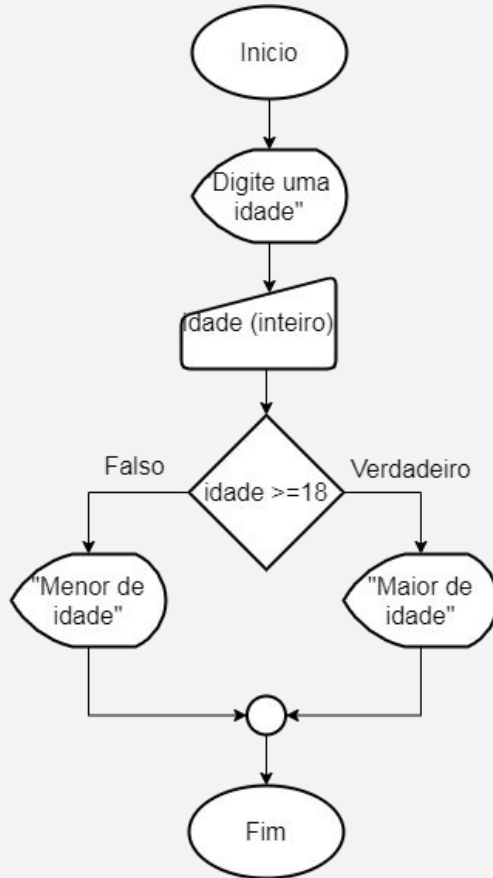 Inicio
"Digite uma
idade"
idade (inteiro)
Falso
Verdadeiro
idade >=18
"Menor de
idade"
"Maior de
idade"
Fim